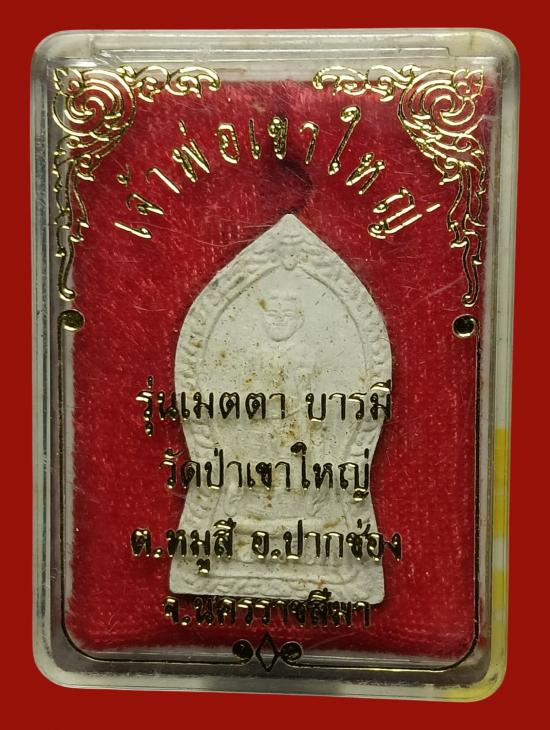 เจ้าพ่อเขาใหญ่
รุ่นเมตตา บารมี
วัดป่าเขาใหญ่
ต.หมูสี อ.ปากช่อง
จ.นครราชสีมา